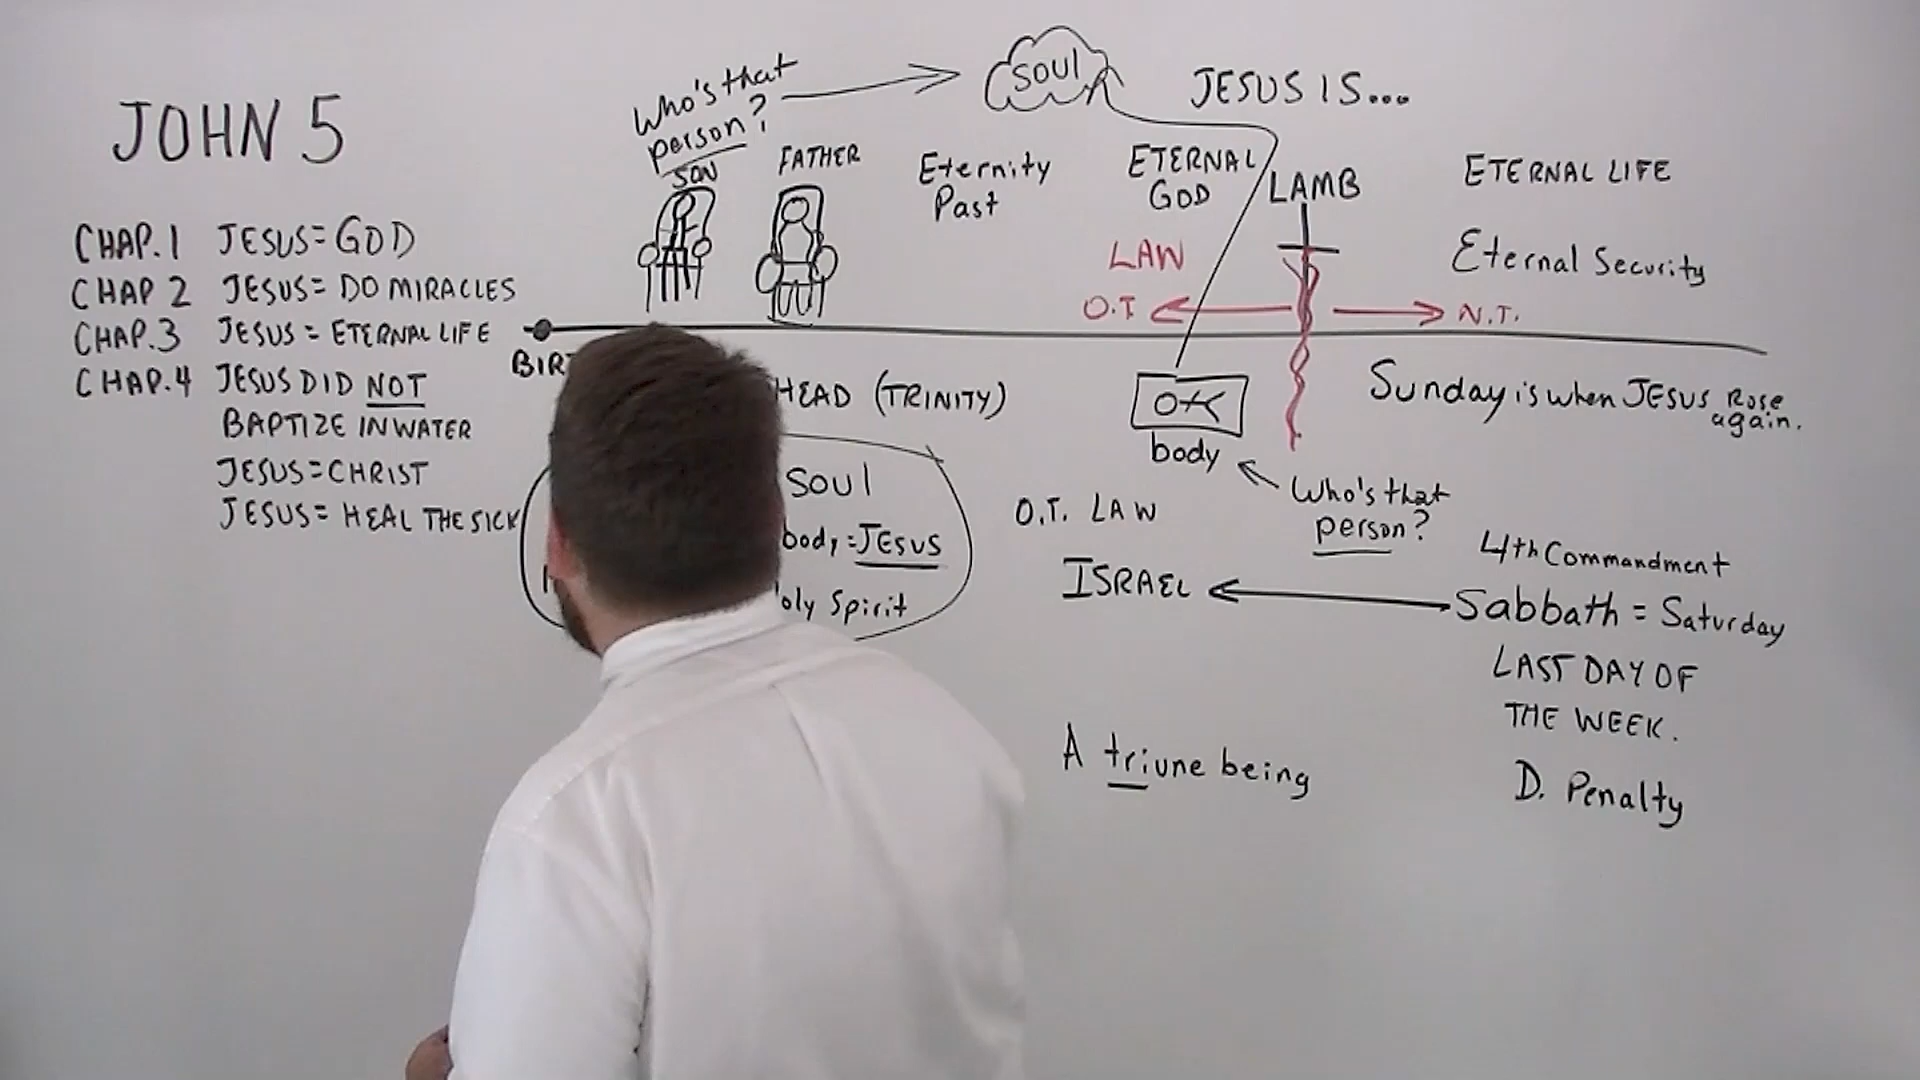 JOHN 5
CHAP.1 JESUS=GOD
CHAP 2 JESUS= DO MIRACLES
CHAP.3 JESUS = ETERNAL LIFE
CHAP.4 JESUS DID NOT
BAPTIZE IN WATER
JESUS=CHRIST
JESUS= HEAL THE SICK
Who's that
person?
SON
FATHER
soul
JESUS IS...
Eternity
Past
ETERNAL
GOD
LAMB
ETERNAL LIFE
LAW
Eternal Security
O.T.
N.T.
BIR
HEAD (TRINITY)
Soul
body=JESUS
oly Spirit
body
Sunday is when JESUS Rose
again.
Who's that
person?
O.T. LAW
ISRAEL
4th Commandment
Sabbath = Saturday
LAST DAY OF
THE WEEK.
D. Penalty
A triune being